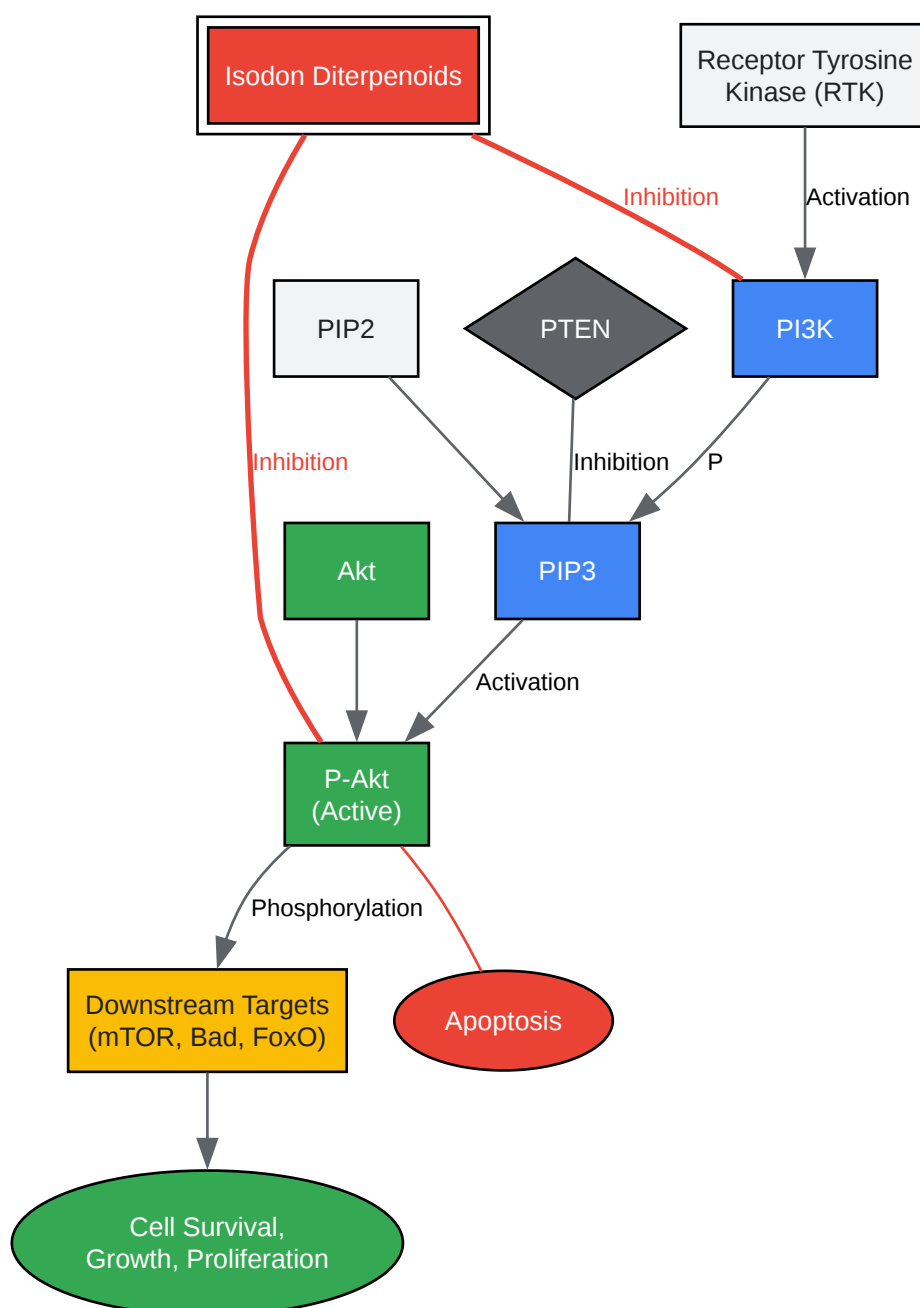 Isodon Diterpenoids
Receptor Tyrosine
Kinase (RTK)
Inhibition
Activation
PIP2
PTEN
PI3K
Inhibition
Inhibition
P
Akt
PIP3
Activation
P-Akt
(Active)
Phosphorylation
Downstream Targets
(mTOR, Bad, FoxO)
Apoptosis
Cell Survival,
Growth, Proliferation